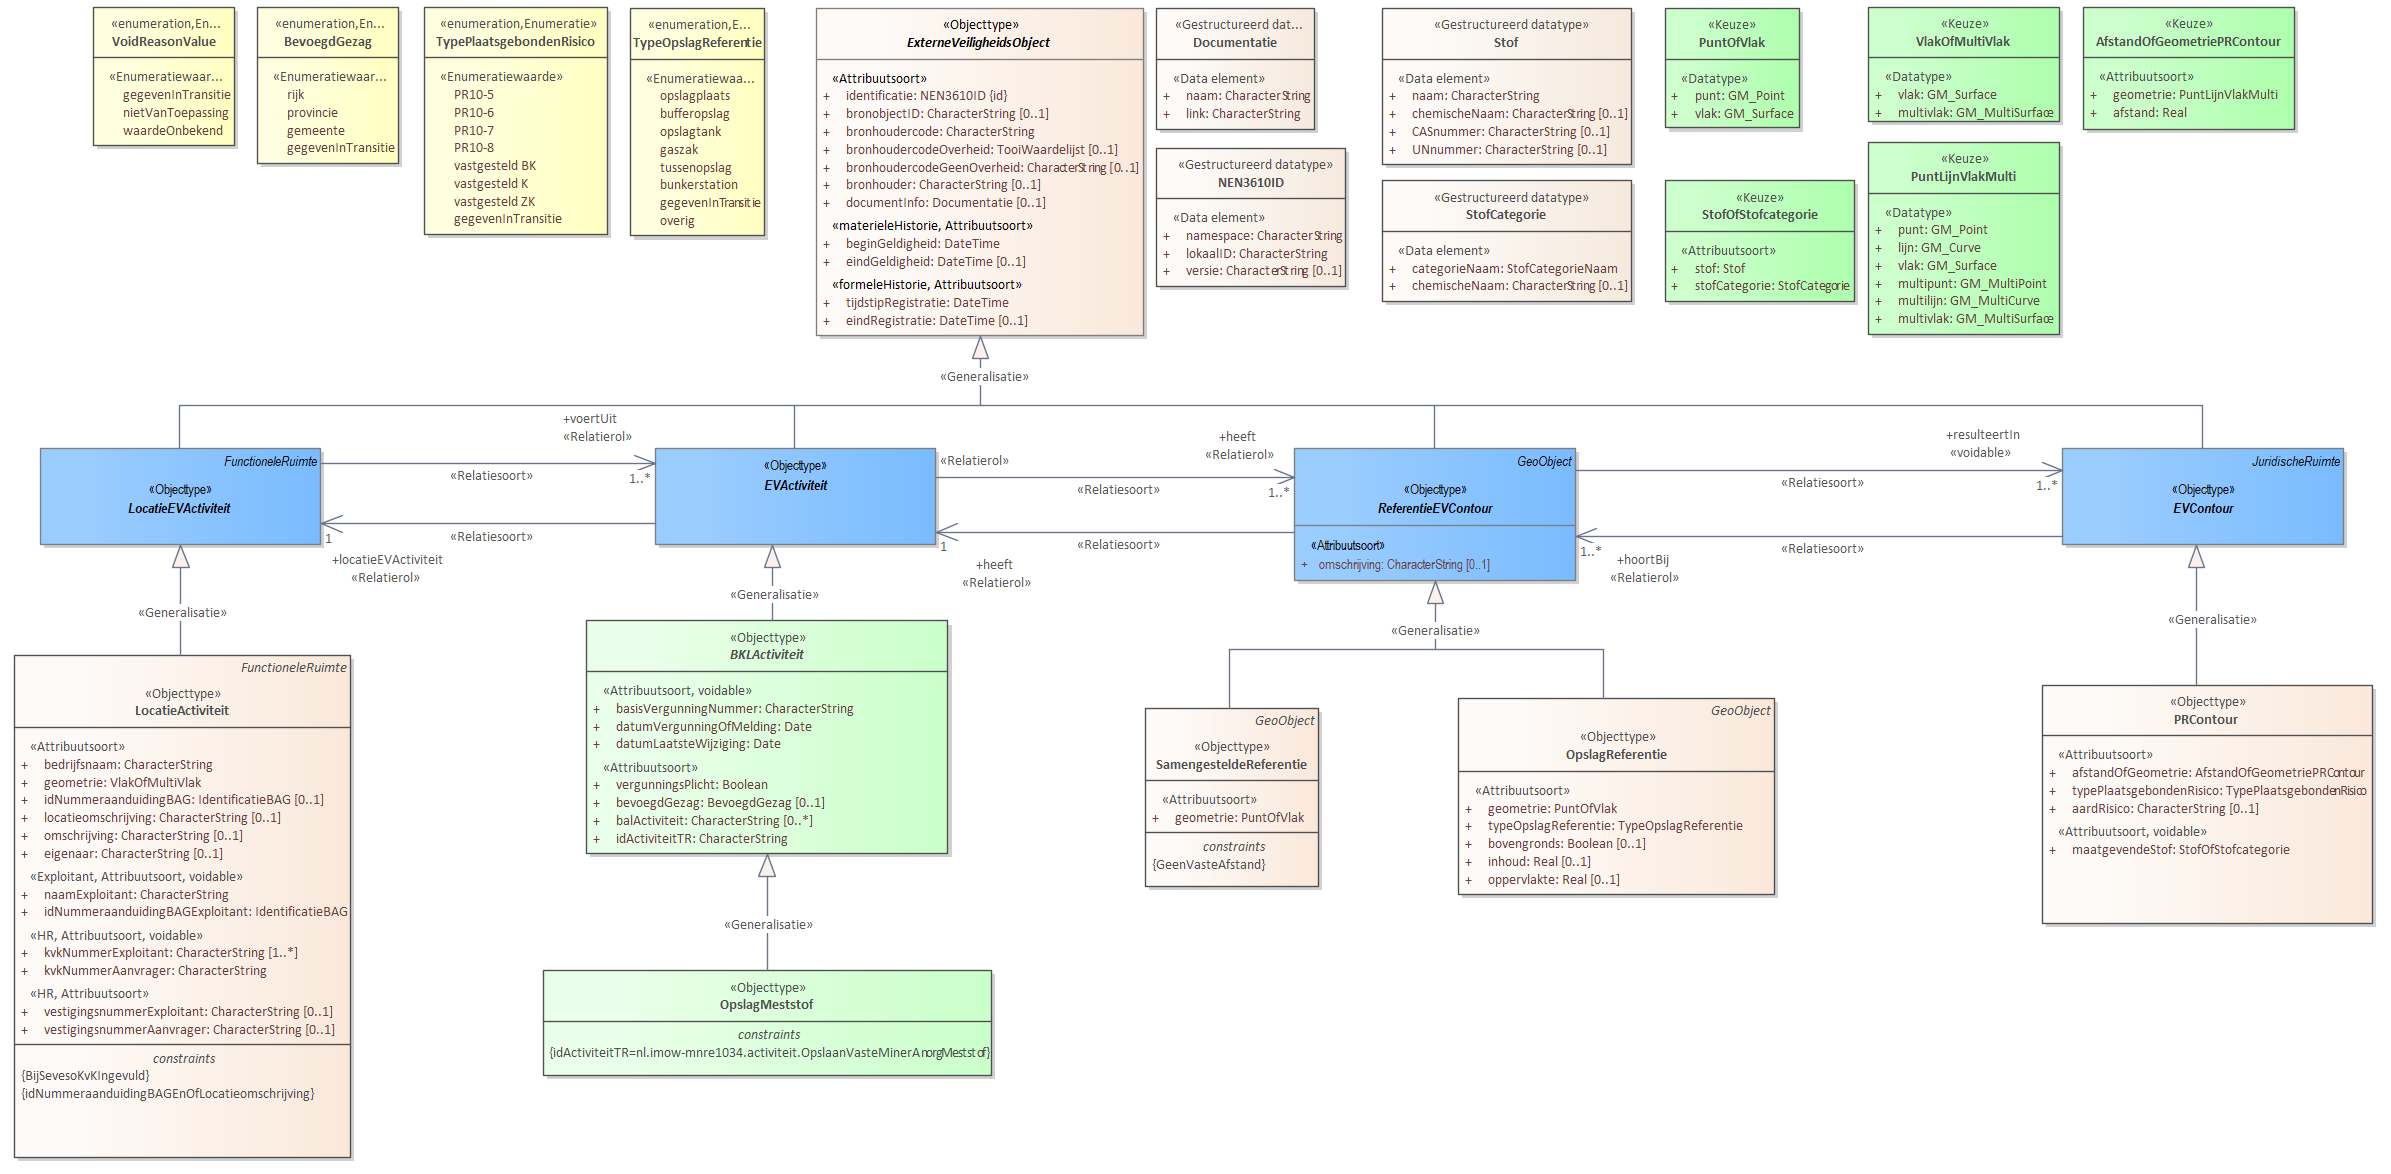 «enumeration,En...
VoidReasonValue
«Enumeratiewaar...
gegevenInTransitie
nietVanToepassing
waardeOnbekend
«enumeration,En...
BevoegdGezag
«Enumeratiewaar...
rijk
provincie
gemeente
gegevenInTransitie
«enumeration,Enumeratie»
TypePlaatsgebondenRisico
«Enumeratiewaarde»
PR10-5
PR10-6
PR10-7
PR10-8
vastgesteld BK
vastgesteld K
vastgesteld ZK
gegevenInTransitie
«enumeration,E...
TypeOpslagReferentie
«Enumeratiewaa...
opslagplaats
bufferopslag
opslagtank
gaszak
tussenopslag
bunkerstation
gegevenInTransitie
overig
«Objecttype»
ExterneVeiligheidsObject
«Attribuutsoort»
+ identificatie: NEN3610ID {id}
+ bronobjectID: CharacterString [0..1]
+ bronhoudercode: CharacterString
+ bronhoudercodeOverheid: TooiWaardelijst [0..1]
+ bronhoudercodeGeenOverheid: CharacterString [0..1]
+ bronhouder: CharacterString [0..1]
+ documentInfo: Documentatie [0..1]
«materieleHistorie, Attribuutsoort»
+ beginGeldigheid: DateTime
+ eindGeldigheid: DateTime [0..1]
«formeleHistorie, Attribuutsoort»
+ tijdstipRegistratie: DateTime
+ eindRegistratie: DateTime [0..1]
«Gestructureerd dat...
Documentatie
«Data element»
+ naam: CharacterString
+ link: CharacterString
«Gestructureerd datatype»
NEN3610ID
«Data element»
+ namespace: CharacterString
+ lokaalID: CharacterString
+ versie: CharacterString [0..1]
«Gestructureerd datatype»
Stof
«Data element»
+ naam: CharacterString
+ chemischeNaam: CharacterString [0..1]
+ CASnummer: CharacterString [0..1]
+ UNnummer: CharacterString [0..1]
«Gestructureerd datatype»
StofCategorie
«Data element»
+ categorieNaam: StofCategorieNaam
+ chemischeNaam: CharacterString [0..1]
«Keuze»
PuntOfVlak
«Datatype»
+ punt: GM_Point
+ vlak: GM_Surface
«Keuze»
StofOfStofcategorie
«Attribuutsoort»
+ stof: Stof
+ stofCategorie: StofCategorie
«Keuze»
VlakOfMultiVlak
«Datatype»
+ vlak: GM_Surface
+ multivlak: GM_MultiSurface
«Keuze»
PuntLijnVlakMulti
«Datatype»
+ punt: GM_Point
+ lijn: GM_Curve
+ vlak: GM_Surface
+ multipunt: GM_MultiPoint
+ multilijn: GM_MultiCurve
+ multivlak: GM_MultiSurface
«Keuze»
AfstandOfGeometriePRContour
«Attribuutsoort»
+ geometrie: PuntLijnVlakMulti
+ afstand: Real
«Generalisatie»
FunctioneleRuimte
«Objecttype»
LocatieEVActiviteit
+voertUit
«Relatierol»
«Relatiesoort»
1..*
«Relatiesoort»
1
+locatieEVActiviteit
«Relatierol»
«Objecttype»
EVActiviteit
«Relatierol»
+heeft
«Relatierol»
«Relatiesoort»
1..*
«Relatiesoort»
1
+heeft
«Relatierol»
GeoObject
«Objecttype»
ReferentieEVContour
«Attribuutsoort»
+ omschrijving: CharacterString [0..1]
+resulteertIn
«voidable»
«Relatiesoort»
1..*
«Relatiesoort»
1..*
+hoortBij
«Relatierol»
JuridischeRuimte
«Objecttype»
EVContour
«Generalisatie»
«Generalisatie»
«Generalisatie»
«Generalisatie»
FunctioneleRuimte
«Objecttype»
LocatieActiviteit
«Attribuutsoort»
+ bedrijfsnaam: CharacterString
+ geometrie: VlakOfMultiVlak
+ idNummeraanduidingBAG: IdentificatieBAG [0..1]
+ locatieomschrijving: CharacterString [0..1]
+ omschrijving: CharacterString [0..1]
+ eigenaar: CharacterString [0..1]
«Exploitant, Attribuutsoort, voidable»
+ naamExploitant: CharacterString
+ idNummeraanduidingBAGExploitant: IdentificatieBAG
«HR, Attribuutsoort, voidable»
+ kvkNummerExploitant: CharacterString [1..*]
+ kvkNummerAanvrager: CharacterString
«HR, Attribuutsoort»
+ vestigingsnummerExploitant: CharacterString [0..1]
+ vestigingsnummerAanvrager: CharacterString [0..1]
constraints
{BijSevesoKvKIngevuld}
{idNummeraanduidingBAGEnOfLocatieomschrijving}
«Objecttype»
BKLActiviteit
«Attribuutsoort, voidable»
+ basisVergunningNummer: CharacterString
+ datumVergunningOfMelding: Date
+ datumLaatsteWijziging: Date
«Attribuutsoort»
+ vergunningsPlicht: Boolean
+ bevoegdGezag: BevoegdGezag [0..1]
+ balActiviteit: CharacterString [0..*]
+ idActiviteitTR: CharacterString
«Generalisatie»
«Objecttype»
OpslagMeststof
constraints
{idActiviteitTR=nl.imow-mnre1034.activiteit.OpslaanVasteMinerAnorgMeststof}
GeoObject
«Objecttype»
SamengesteldeReferentie
«Attribuutsoort»
+ geometrie: PuntOfVlak
constraints
{GeenVasteAfstand}
GeoObject
«Objecttype»
OpslagReferentie
«Attribuutsoort»
+ geometrie: PuntOfVlak
+ typeOpslagReferentie: TypeOpslagReferentie
+ bovengronds: Boolean [0..1]
+ inhoud: Real [0..1]
+ oppervlakte: Real [0..1]
«Objecttype»
PRContour
«Attribuutsoort»
+ afstandOfGeometrie: AfstandOfGeometriePRContour
+ typePlaatsgebondenRisico: TypePlaatsgebondenRisico
+ aardRisico: CharacterString [0..1]
«Attribuutsoort, voidable»
+ maatgevendeStof: StofOfStofcategorie